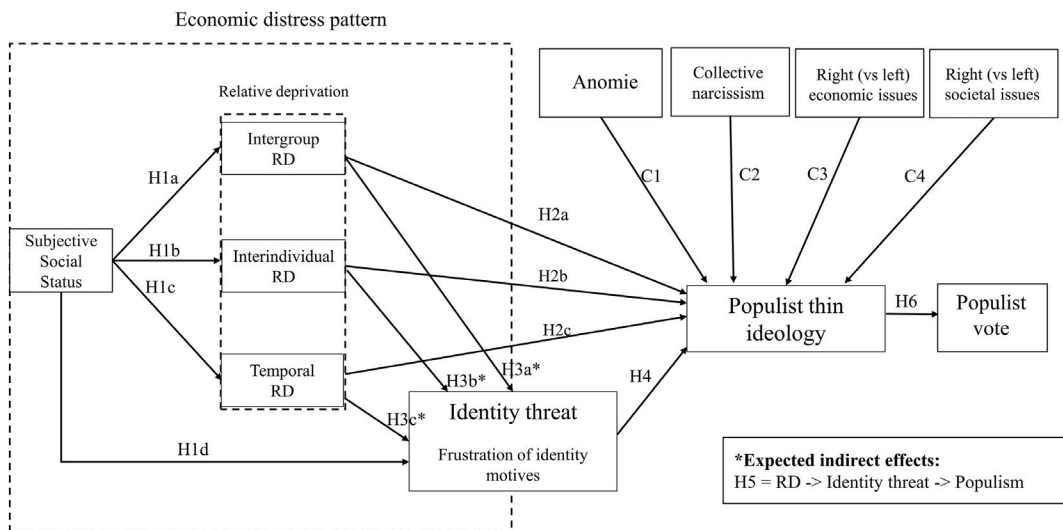 Economic distress pattern
Relative deprivation
Intergroup
RD
Interindividual
RD
Temporal
RD
Subjective
Social
Status
H1a
H1b
H1c
H1d
H2a
H2b
H2c
H3a*
H3b*
H3c*
Identity threat
Frustration of identity
motives
H4
Anomie
Collective
narcissism
Right (vs left)
economic issues
Right (vs left)
societal issues
C1
C2
C3
C4
Populist thin
ideology
H6
Populist
vote
*Expected indirect effects:
H5 = RD -> Identity threat -> Populism